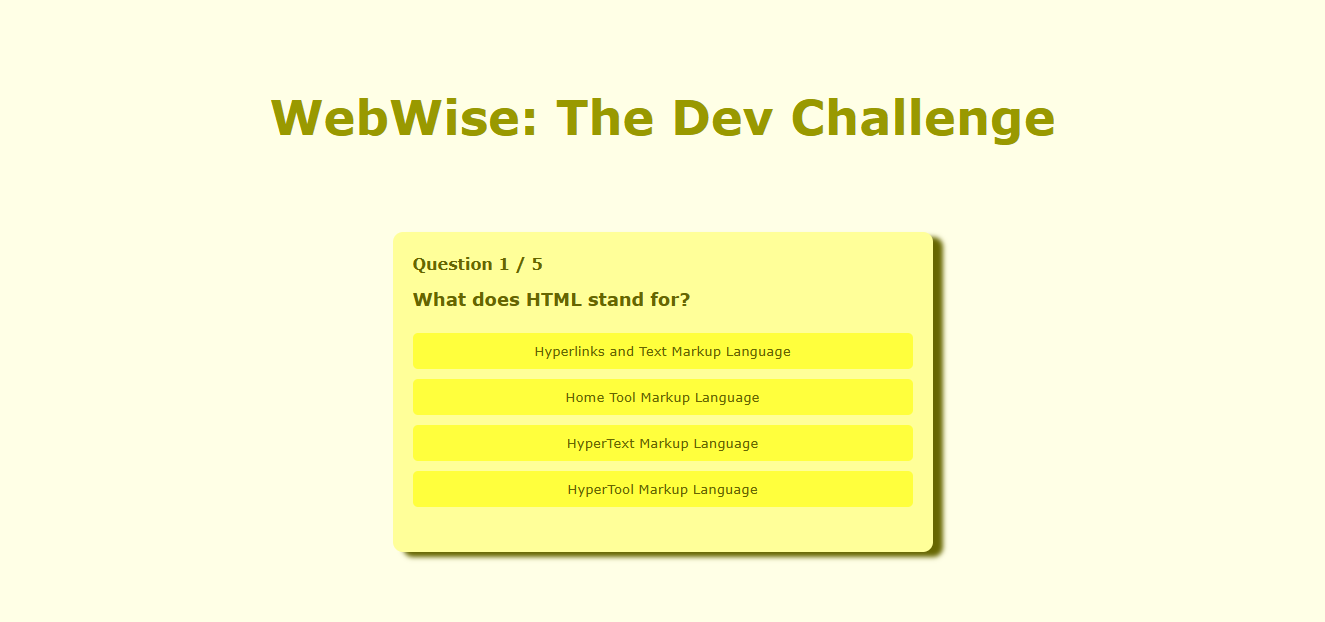 WebWise: The Dev Challenge
Question 1 / 5
What does HTML stand for?
Hyperlinks and Text Markup Language
Home Tool Markup Language
HyperText Markup Language
HyperTool Markup Language